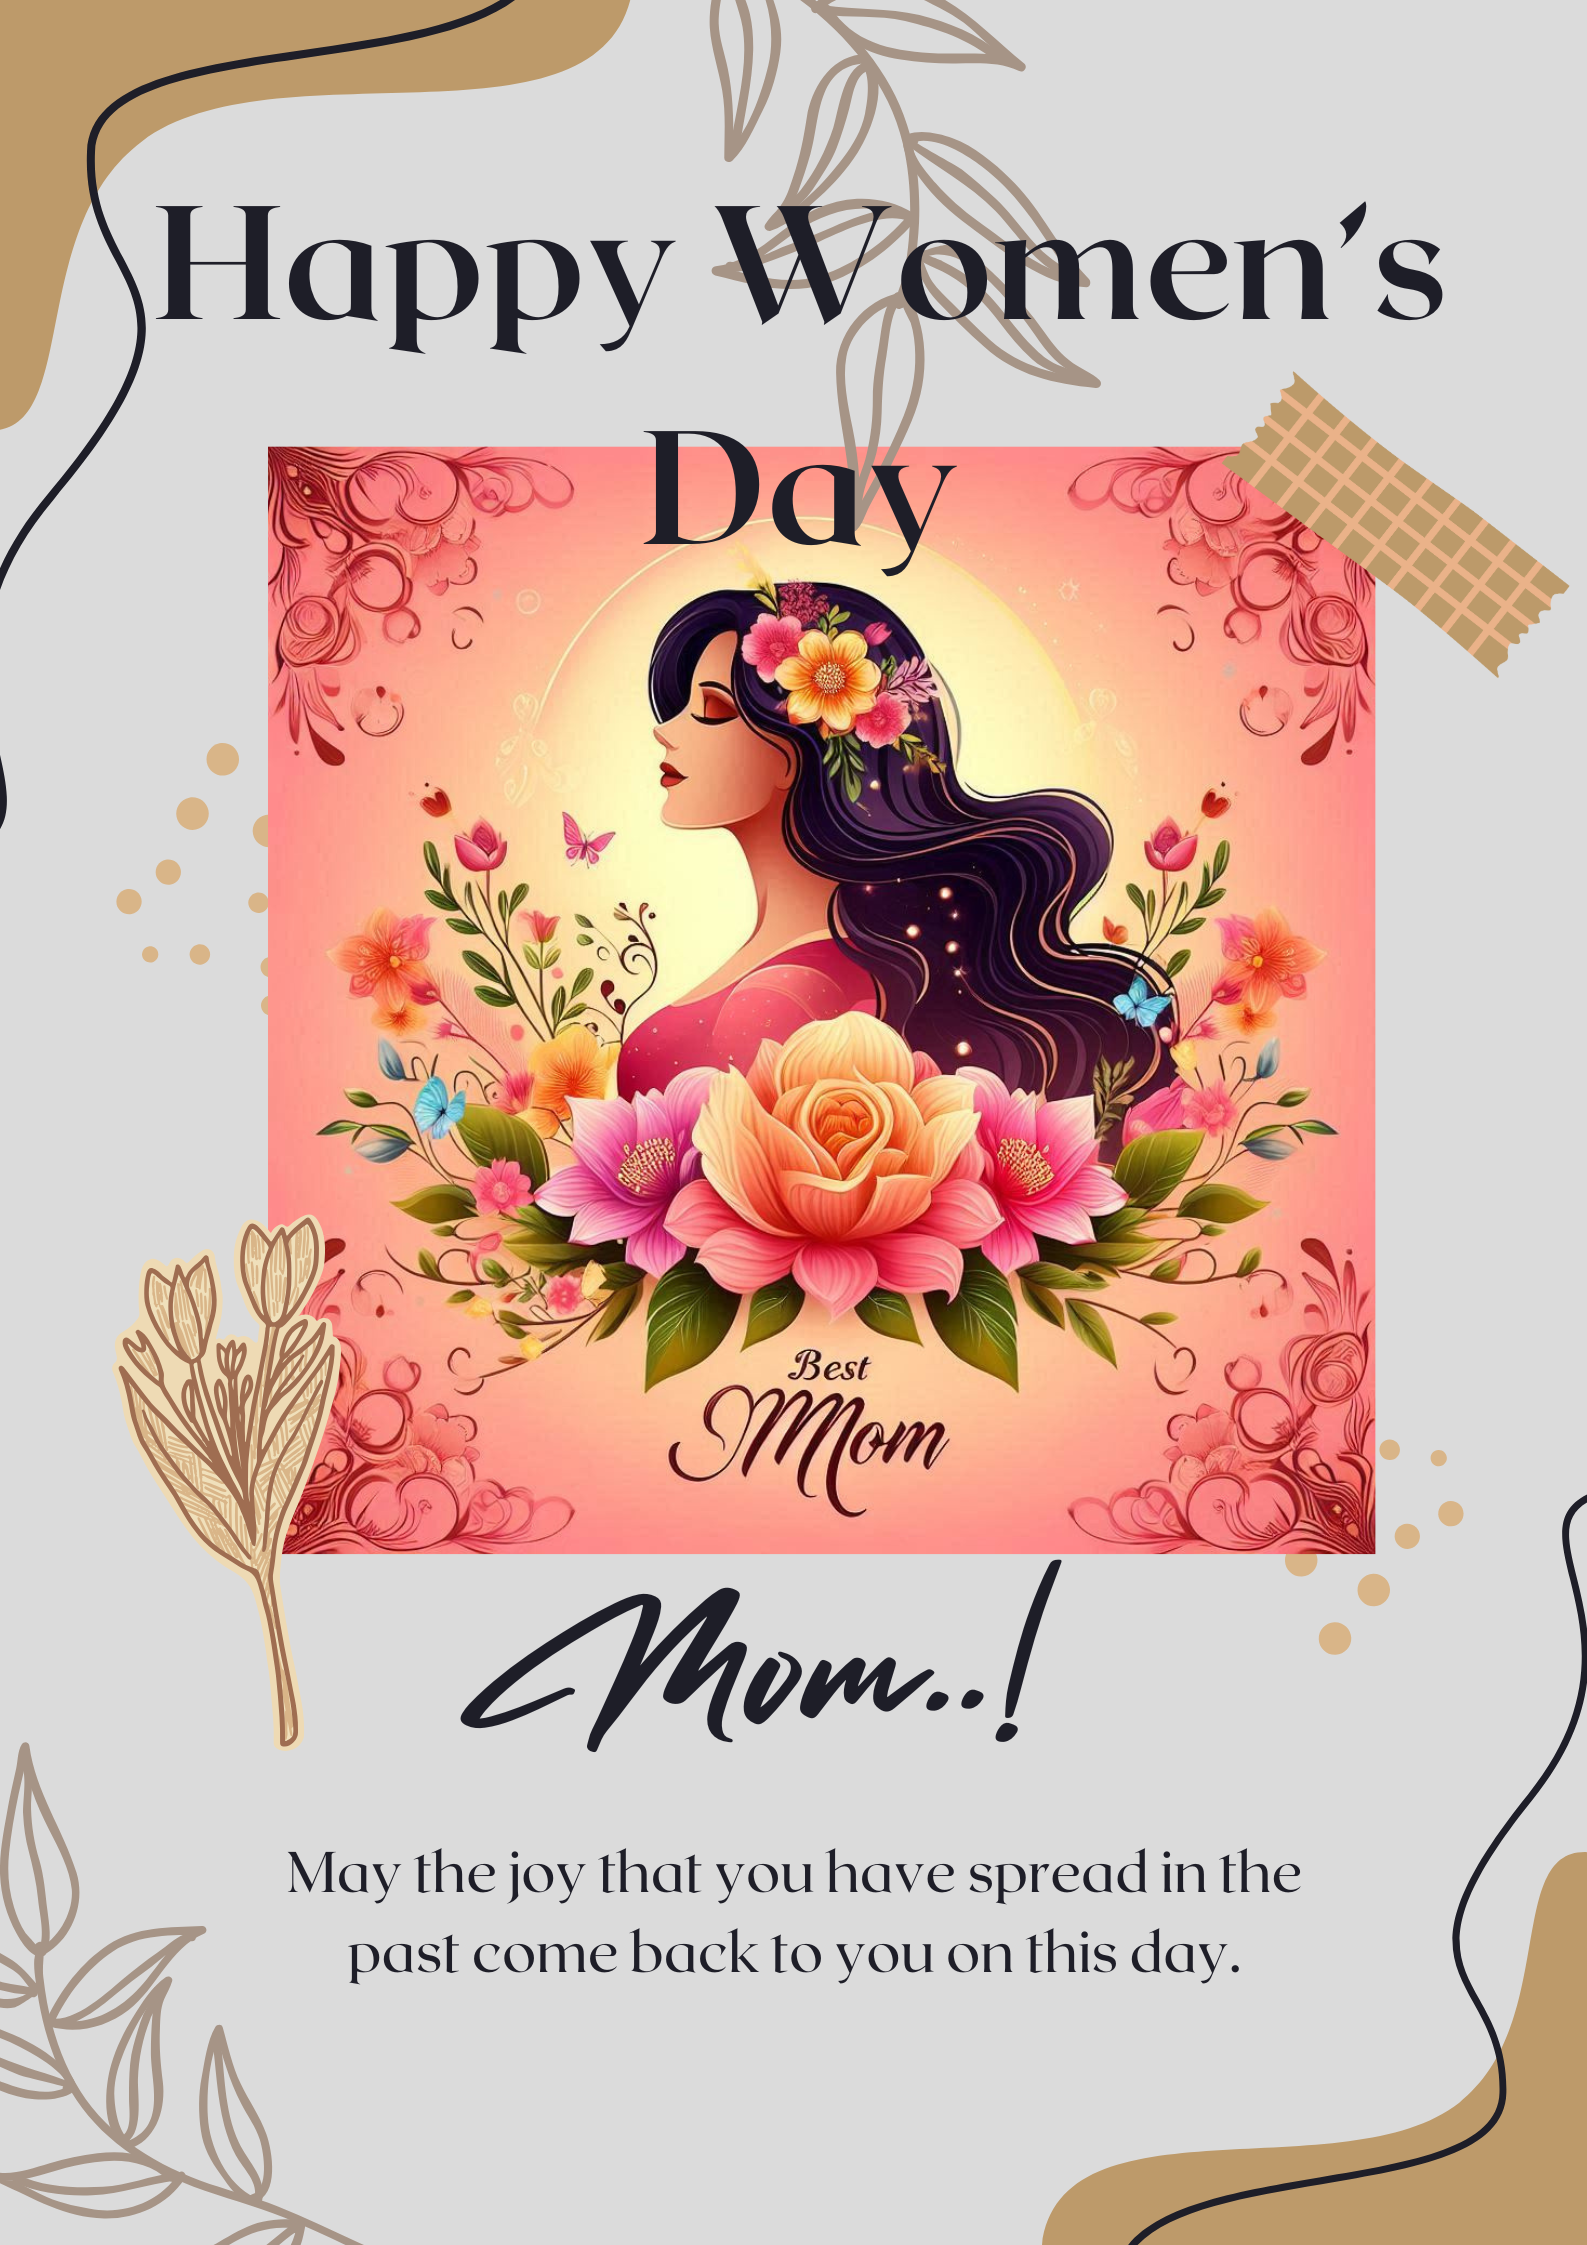 Happy Women's
Day
Best
Mom
Mom..!
May the joy that you have spread in the
past come back to you on this day.